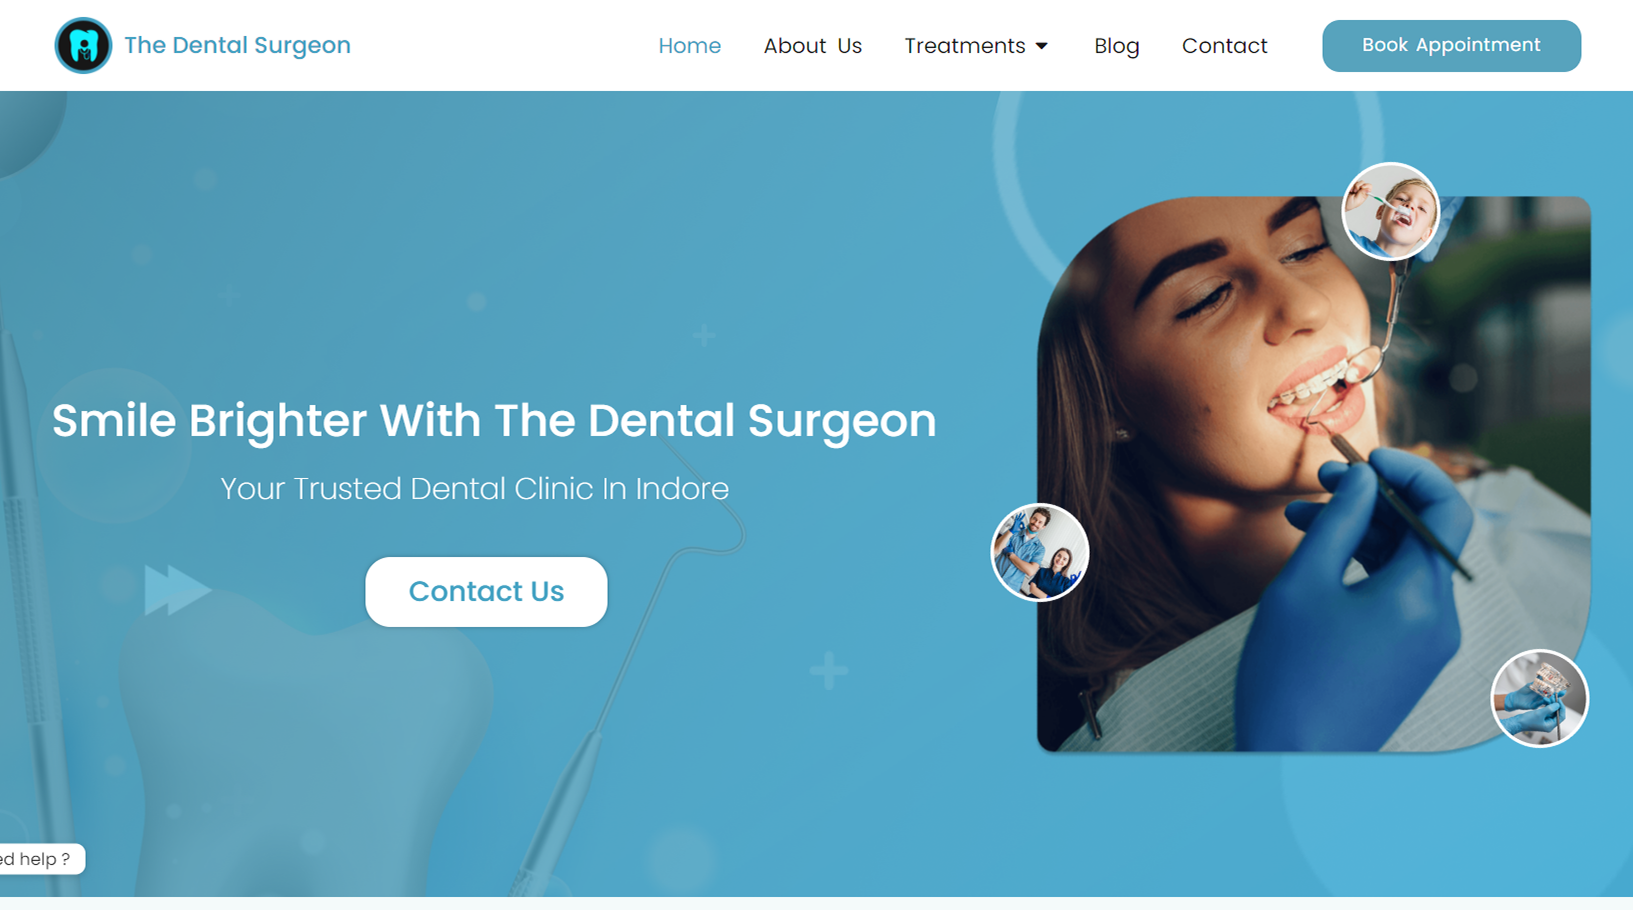 The Dental Surgeon
Home
About Us
Treatments
Blog
Contact
Book Appointment
Smile Brighter With The Dental Surgeon
Your Trusted Dental Clinic In Indore
Contact Us
help ?